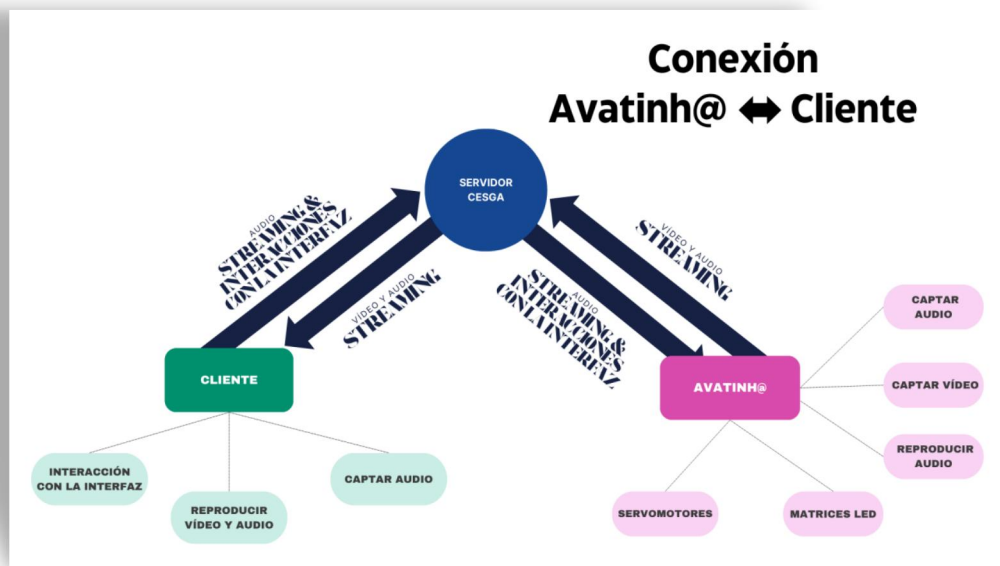 Conexión
Avatinh@ ⬌ Cliente
SERVIDOR
CESGA
AUDIO
STREAMING &
INTERACCIONES
CON LA INTERFAZ
VÍDEO Y AUDIO
STREAMING
AUDIO
STREAMING &
INTERACCIONES
CON LA INTERFAZ
VÍDEO Y AUDIO
STREAMING
CLIENTE
INTERACCIÓN
CON LA INTERFAZ
REPRODUCIR
VÍDEO Y AUDIO
CAPTAR AUDIO
AVATINH@
CAPTAR
AUDIO
CAPTAR VÍDEO
REPRODUCIR
AUDIO
SERVOMOTORES
MATRICES LED